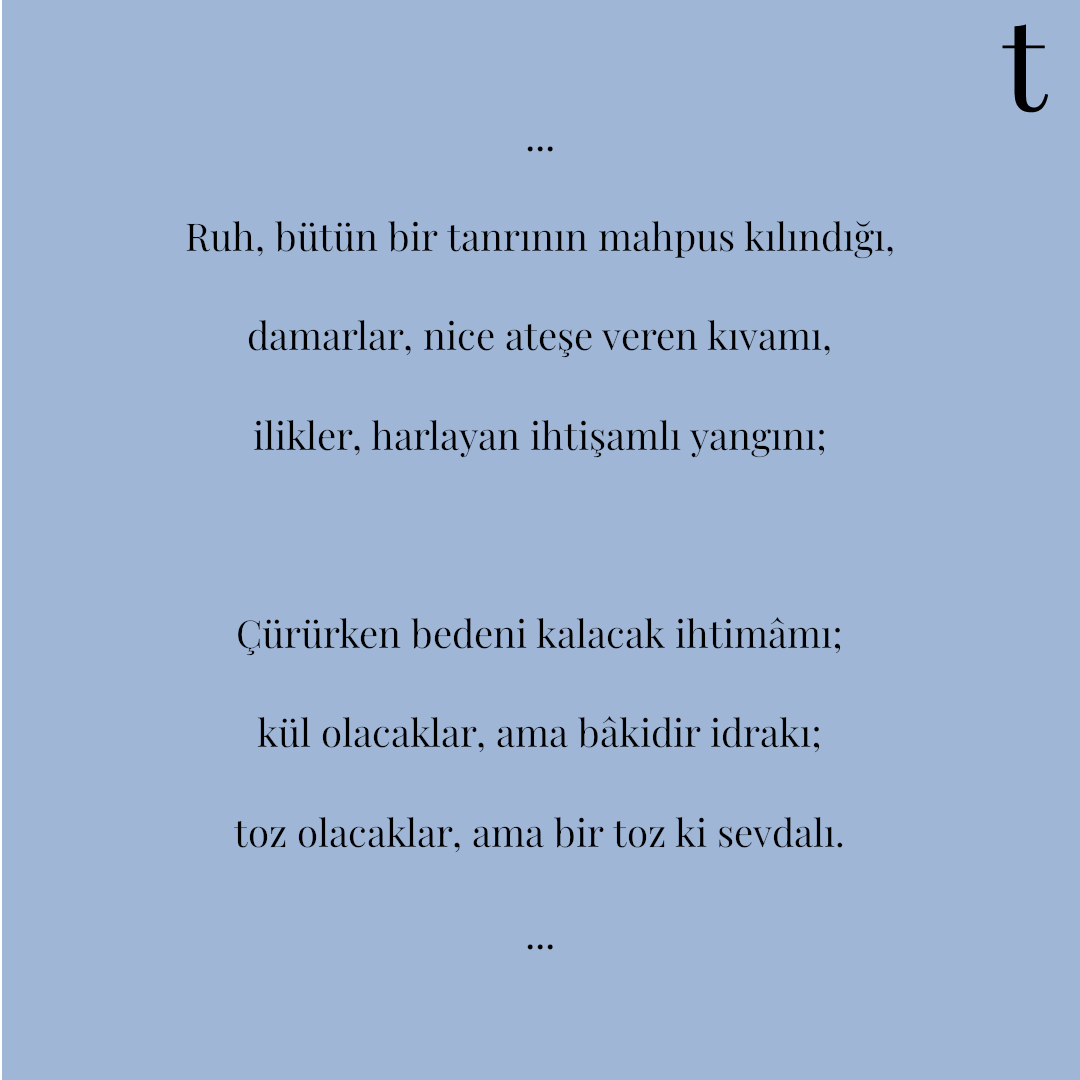 t
...
Ruh, bütün bir tanrının mahpus kılındığı,
damarlar, nice ateşe veren kıvamı,
ilikler, harlayan ihtişamlı yangını;
Çürürken bedeni kalacak ihtimâmı;
kül olacaklar, ama bâkidir idrakı;
toz olacaklar, ama bir toz ki sevdalı.
...